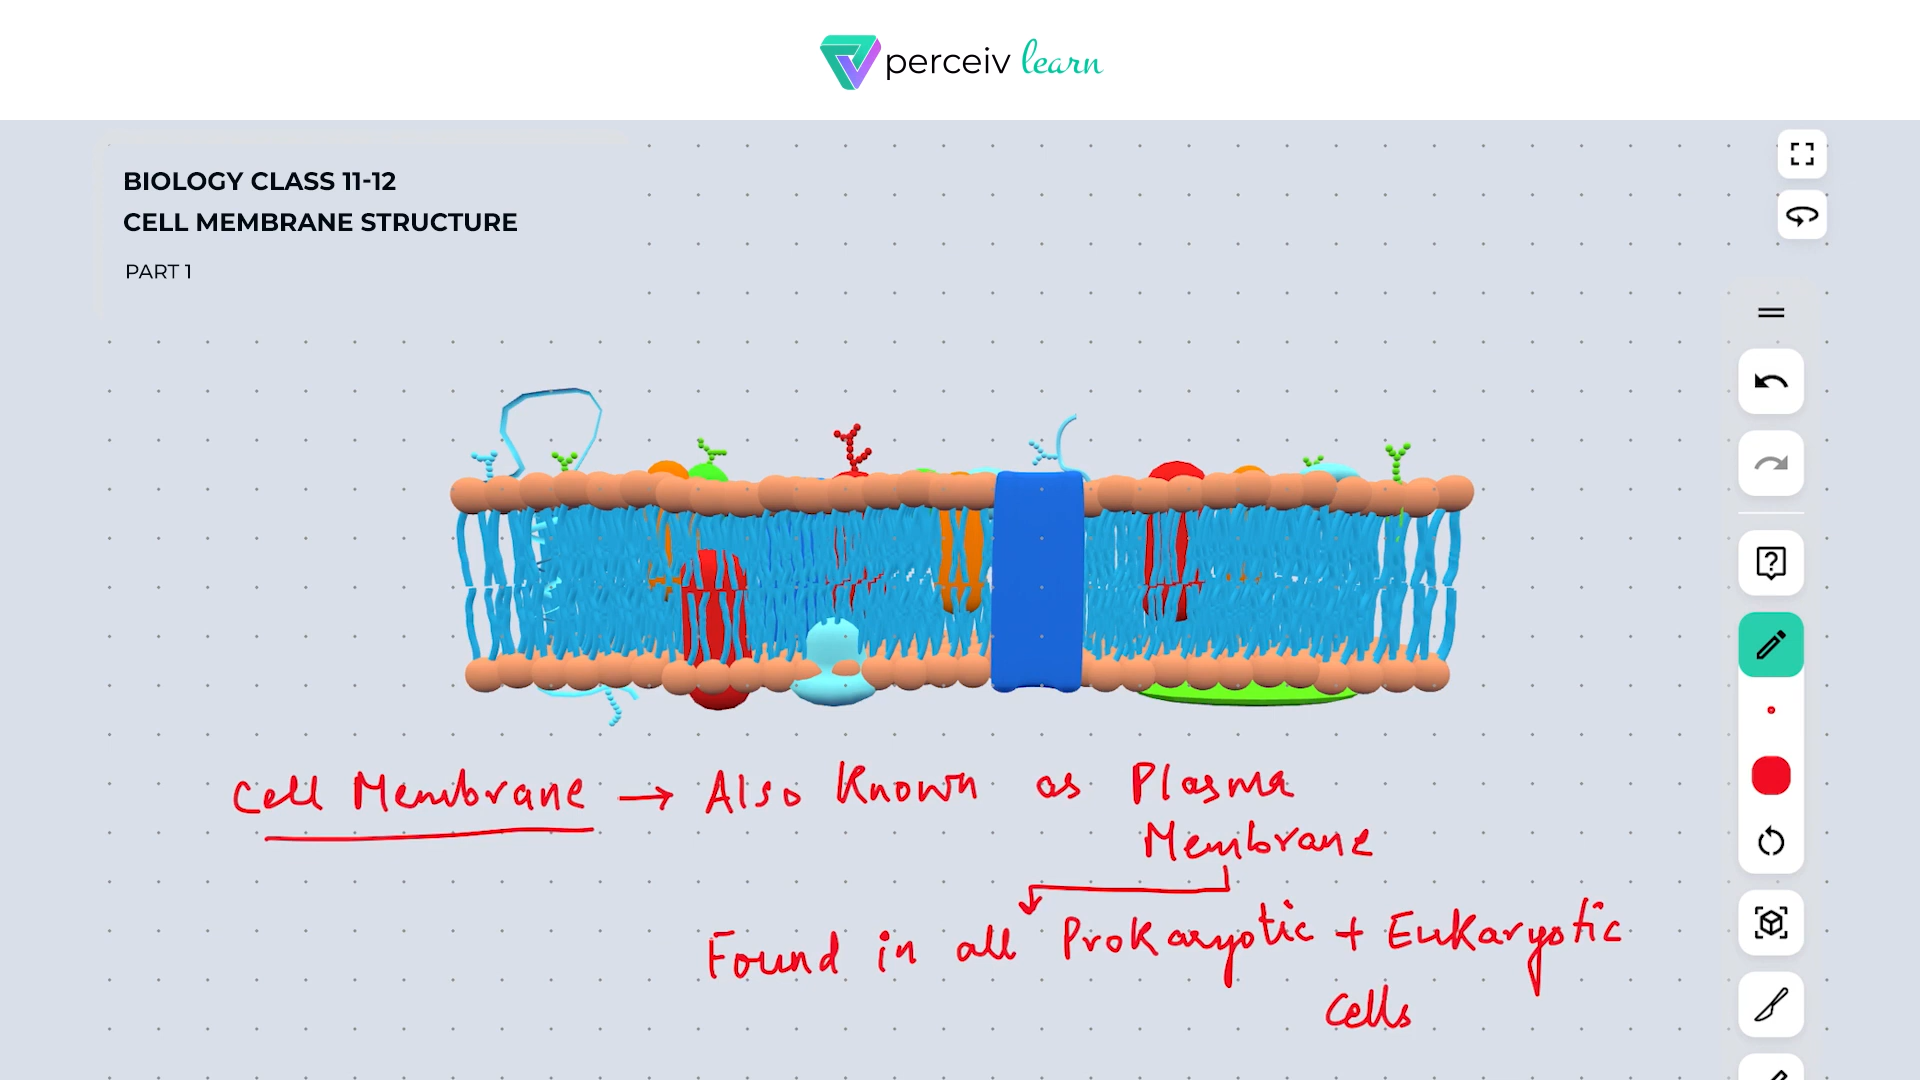 perceiv learn
BIOLOGY CLASS 11-12
CELL MEMBRANE STRUCTURE
PART 1
Cell Membrane → Also Known as Plasma
Membrane
Found in all Prokaryotic + Eukaryotic
Cells